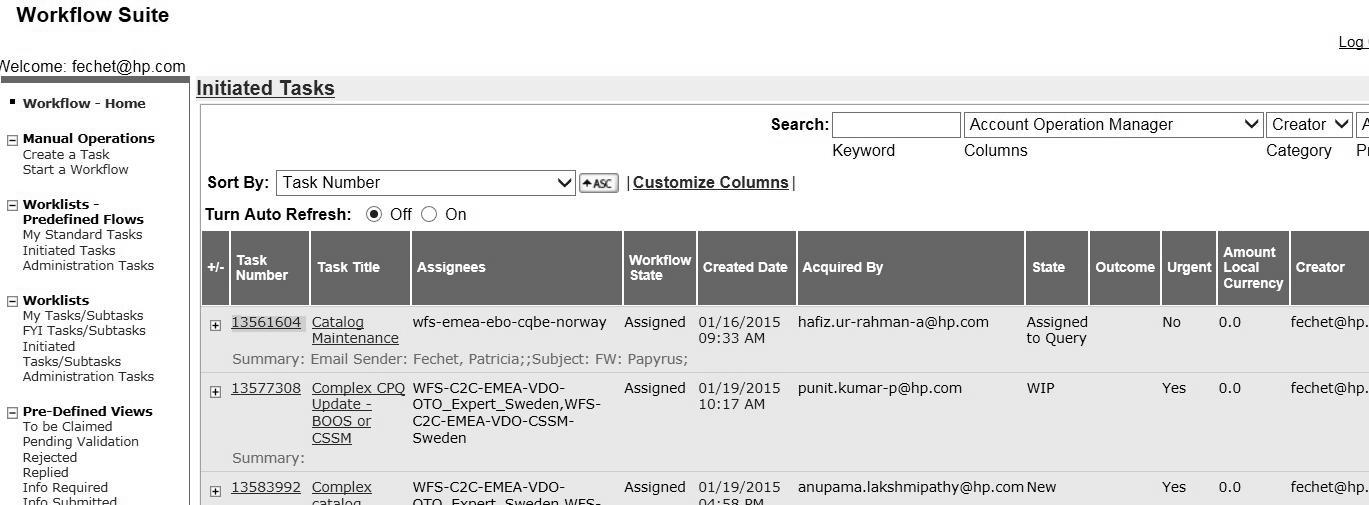 Workflow Suite
Log
Welcome: fechet@hp.com
Workflow - Home
Manual Operations
Create a Task
Start a Workflow
Worklists -
Predefined Flows
My Standard Tasks
Initiated Tasks
Administration Tasks
Worklists
My Tasks/Subtasks
FYI Tasks/Subtasks
Initiated
Tasks/Subtasks
Administration Tasks
Pre-Defined Views
To be Claimed
Pending Validation
Rejected
Replied
Info Required
Info Submitted
Initiated Tasks
Search: Account Operation Manager Creator A
Keyword Columns Category Pr
Sort By: Task Number ASC | Customize Columns |
Turn Auto Refresh: Off On
+/- Task Number Task Title Assignees Workflow State Created Date Acquired By State Outcome Urgent Amount Local Currency Creator
13561604 Catalog wfs-emea-ebo-cqbe-norway Assigned 01/16/2015 hafiz.ur-rahman-a@hp.com Assigned No 0.0 fechet@hp.
Maintenance 09:33 AM to Query
Summary: Email Sender: Fechet, Patricia;;Subject: FW: Papyrus;
13577308 Complex CPQ WFS-C2C-EMEA-VDO- Assigned 01/19/2015 punit.kumar-p@hp.com WIP Yes 0.0 fechet@hp.
Update - OTO_Expert_Sweden,WFS- 10:17 AM
BOOS or C2C-EMEA-VDO-CSSM-
CSSM Sweden
Summary:
13583992 Complex WFS-C2C-EMEA-VDO- Assigned 01/19/2015 anupama.lakshmipathy@hp.com New Yes 0.0 fechet@hp.
catalog OTO_Expert_Sweden,WFS- 04:58 PM